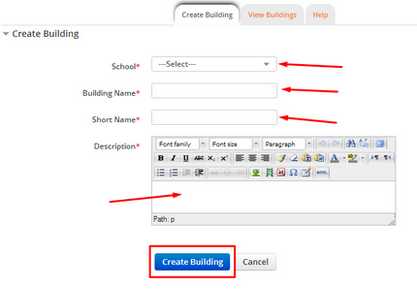 Create Building View Buildings Help
Create Building
School* ---Select---
Building Name*
Short Name*
Description* Font family Font size Paragraph
B I U ABC X₂ X² A
Path: p
Create Building Cancel